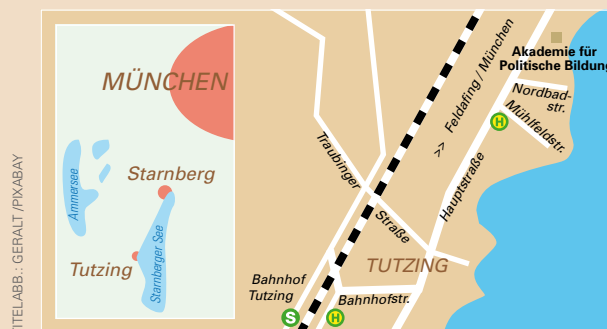 TITELABB.: GERALT /PIXABAY
MÜNCHEN
Starnberg
Ammersee
Tutzing
Starnberger See
Traubinger
Straße
>> Feldafing / München
Akademie für
Politische Bildung
Nordbad-
str.
Mühlfeldstr.
H
Hauptstraße
TUTZING
Bahnhof
Tutzing
S
H
Bahnhofstr.